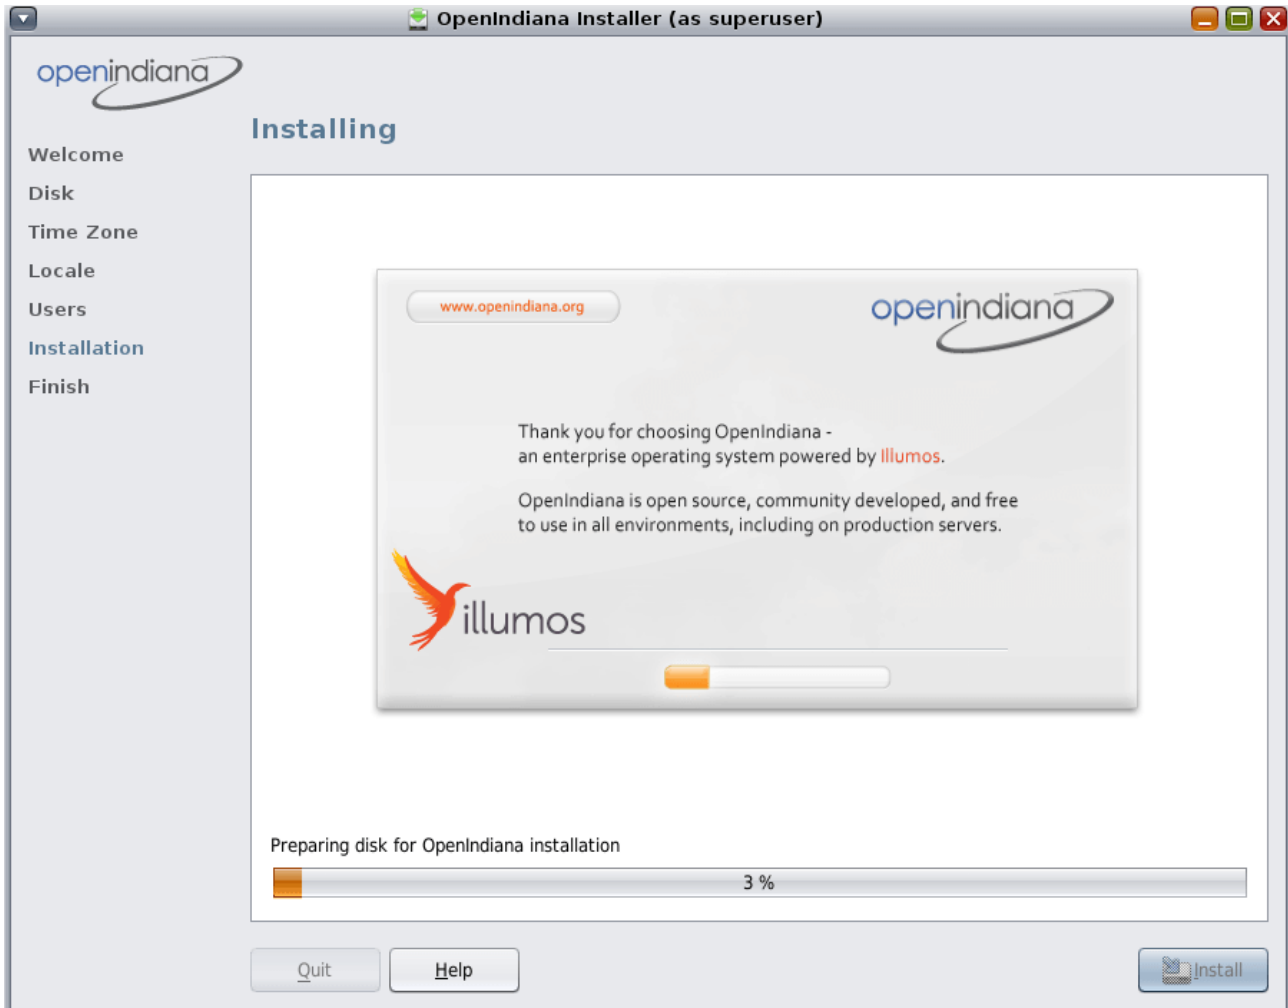 OpenIndiana Installer (as superuser)
openindiana
Installing
Welcome
Disk
Time Zone
Locale
Users
Installation
Finish
www.openindiana.org
openindiana
Thank you for choosing OpenIndiana -
an enterprise operating system powered by Illumos.
OpenIndiana is open source, community developed, and free
to use in all environments, including on production servers.
illumos
Preparing disk for OpenIndiana installation
3 %
Quit
Help
Install